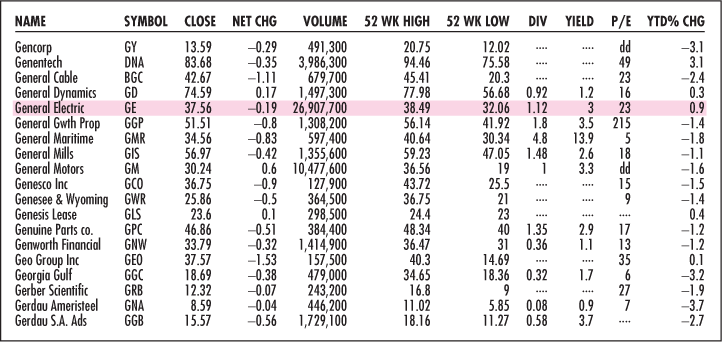 NAME SYMBOL CLOSE NET CHG VOLUME 52 WK HIGH 52 WK LOW DIV YIELD P/E YTD% CHG
Gencorp GY 13.59 –0.29 491,300 20.75 12.02 .... .... dd –3.1
Genentech DNA 83.68 –0.35 3,986,300 94.46 75.58 .... .... 49 3.1
General Cable BGC 42.67 –1.11 679,700 45.41 20.3 .... .... 23 –2.4
General Dynamics GD 74.59 0.17 1,497,300 77.98 56.68 0.92 1.2 16 0.3
General Electric GE 37.56 –0.19 26,907,700 38.49 32.06 1.12 3 23 0.9
General Gwth Prop GGP 51.51 –0.8 1,308,200 56.14 41.92 1.8 3.5 215 –1.4
General Maritime GMR 34.56 –0.83 597,400 40.64 30.34 4.8 13.9 5 –1.8
General Mills GIS 56.97 –0.42 1,355,600 59.23 47.05 1.48 2.6 18 –1.1
General Motors GM 30.24 0.6 10,477,600 36.56 19 1 3.3 dd –1.6
Genesco Inc GCO 36.75 –0.9 127,900 43.72 25.5 .... .... 15 –1.5
Genesee & Wyoming GWR 25.86 –0.5 364,500 36.75 21 .... .... 9 –1.4
Genesis Lease GLS 23.6 0.1 298,500 24.4 23 .... .... .... 0.4
Genuine Parts co. GPC 46.86 –0.51 384,400 48.34 40 1.35 2.9 17 –1.2
Genworth Financial GNW 33.79 –0.32 1,414,900 36.47 31 0.36 1.1 13 –1.2
Geo Group Inc GEO 37.57 –1.53 157,500 40.3 14.69 .... .... 35 0.1
Georgia Gulf GGC 18.69 –0.38 479,000 34.65 18.36 0.32 1.7 6 –3.2
Gerber Scientific GRB 12.32 –0.07 243,200 16.8 9 .... .... 27 –1.9
Gerdau Ameristeel GNA 8.59 –0.04 446,200 11.02 5.85 0.08 0.9 7 –3.7
Gerdau S.A. Ads GGB 15.57 –0.56 1,729,100 18.16 11.27 0.58 3.7 .... –2.7